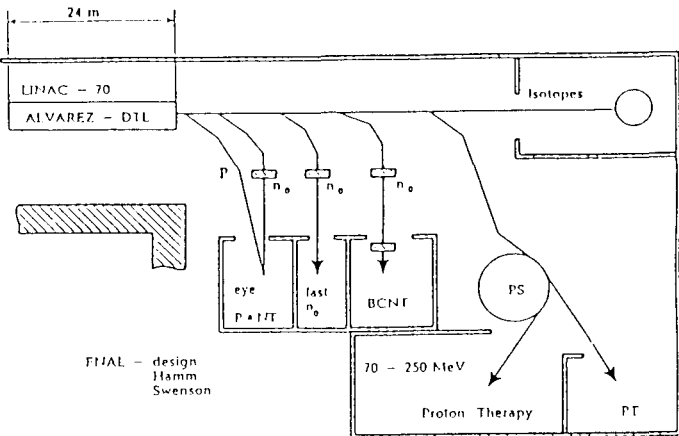 24 m
LINAC - 70
ALVAREZ - DTL
Isotopes
P
n₀
n₀
n₀
eye
P + NT
fast
n₀
BCNT
PS
FNAL - design
Hamm
Swenson
70 - 250 MeV
Proton Therapy
PT